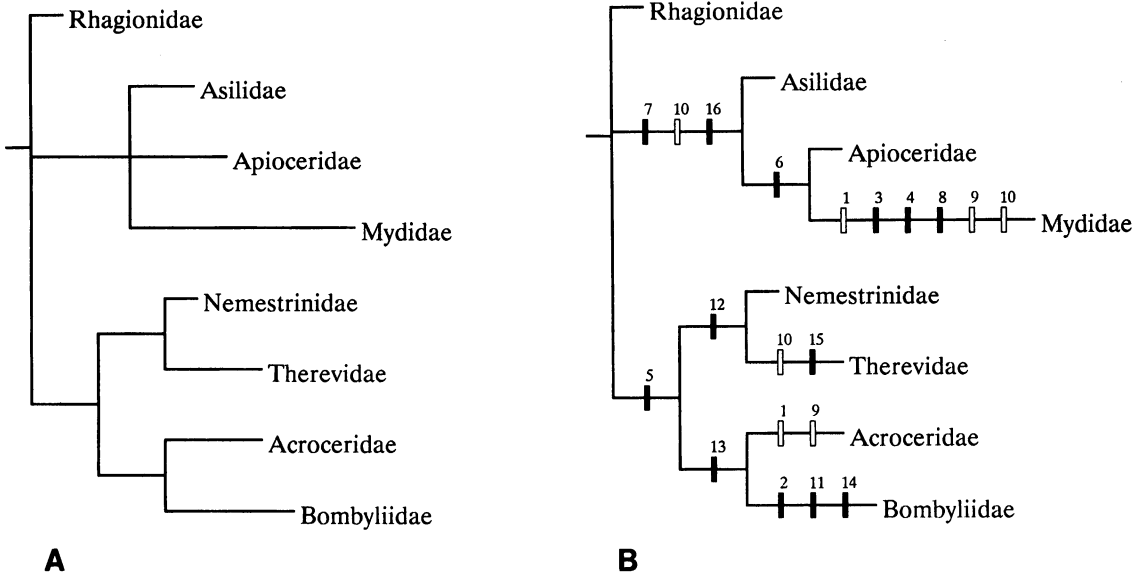 Rhagionidae
Asilidae
Apioceridae
Mydidae
Nemestrinidae
Therevidae
Acroceridae
Bombyliidae
A
Rhagionidae
Asilidae
7 10 16
Apioceridae
6
1 3 4 8 9 10
Mydidae
Nemestrinidae
12
10 15
Therevidae
5
1 9
Acroceridae
13
2 11 14
Bombyliidae
B